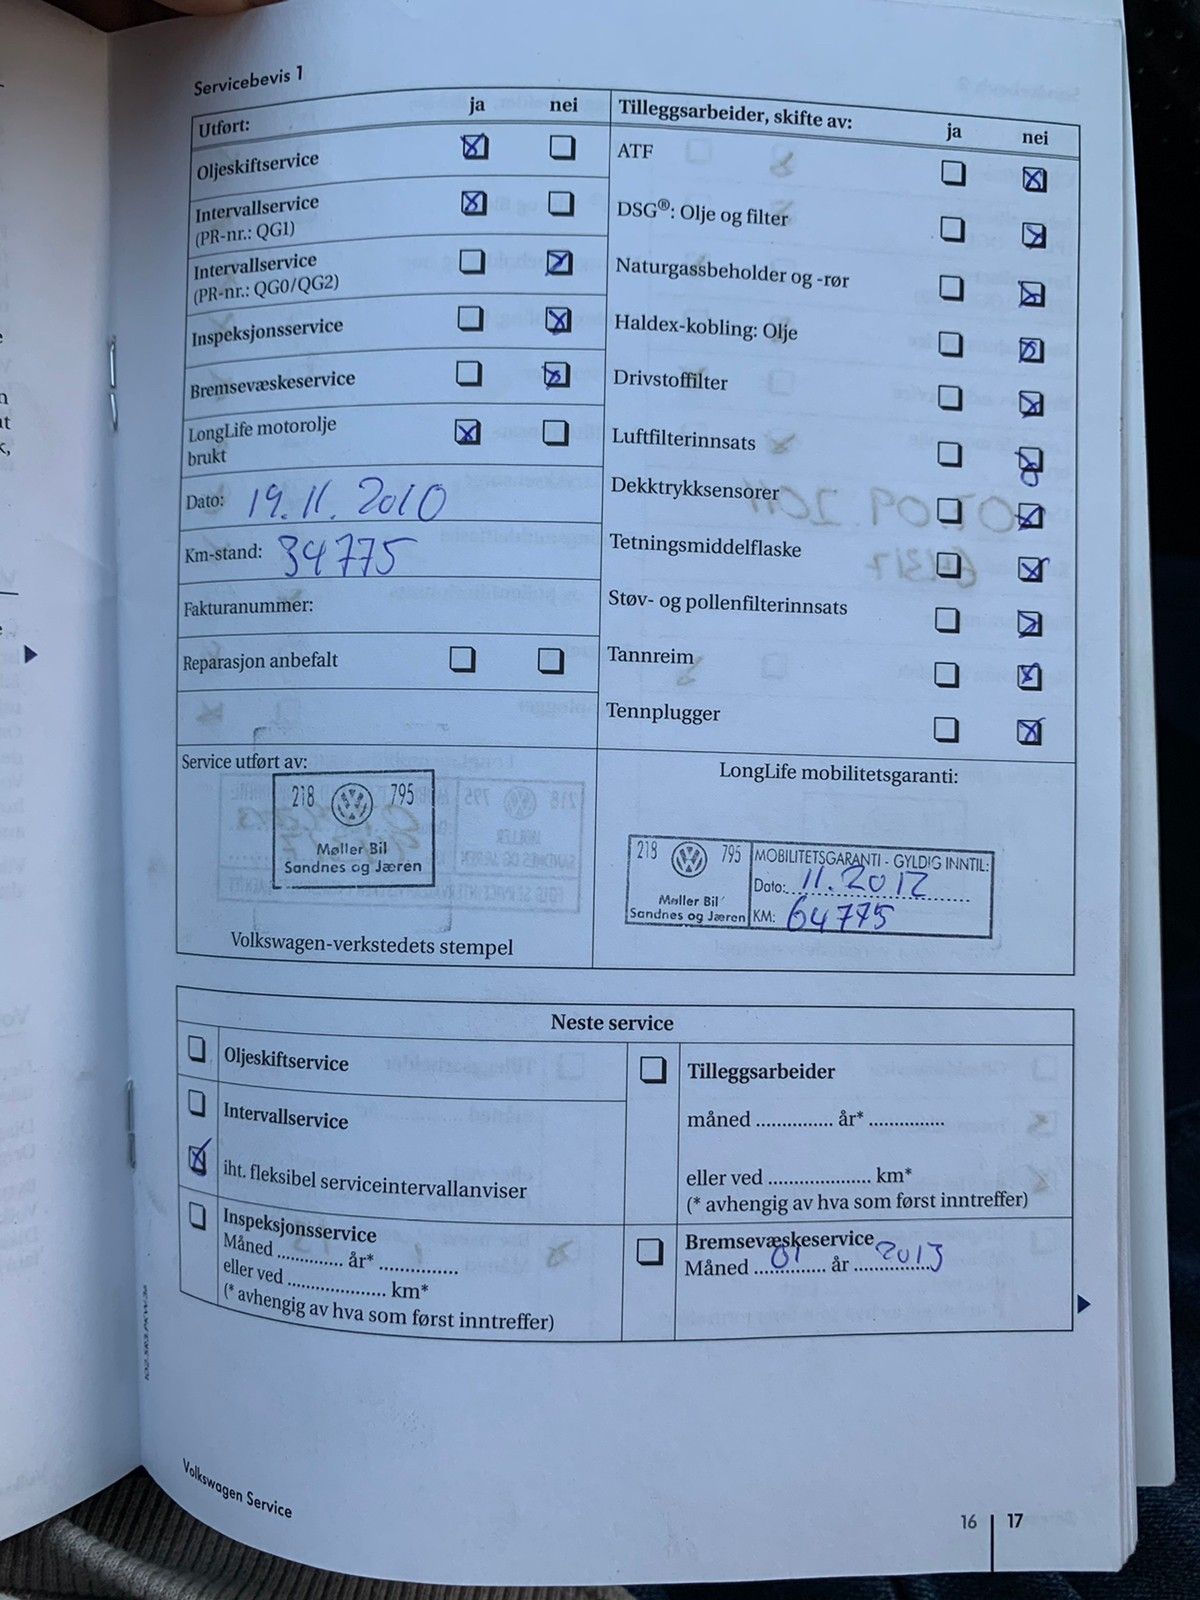 Servicebevis 1
Utført: ja nei
Oljeskiftservice
Intervallservice
(PR-nr.: QG1)
Intervallservice
(PR-nr.: QG0/QG2)
Inspeksjonsservice
Bremsevæskeservice
LongLife motorolje
brukt
Dato: 19.11.2010
Km-stand: 34775
Fakturanummer:
Reparasjon anbefalt
Tilleggsarbeider, skifte av: ja nei
ATF
DSG®: Olje og filter
Naturgassbeholder og -rør
Haldex-kobling: Olje
Drivstoffilter
Luftfilterinnsats
Dekktrykksensorer
Tetningsmiddelflaske
Støv- og pollenfilterinnsats
Tannreim
Tennplugger
Service utført av:
218 795
Møller Bil
Sandnes og Jæren
Volkswagen-verkstedets stempel
LongLife mobilitetsgaranti:
218 795
Møller Bil
Sandnes og Jæren
MOBILITETSGARANTI - GYLDIG INNTIL:
Dato: 11.2012
KM: 64775
Neste service
Oljeskiftservice
Intervallservice
iht. fleksibel serviceintervallanviser
Inspeksjonsservice
Måned ............. år* ...............
eller ved .................. km*
(* avhengig av hva som først inntreffer)
Tilleggsarbeider
måned ............... år* ...............
eller ved .................... km*
(* avhengig av hva som først inntreffer)
Bremsevæskeservice
Måned 01 år 2013
Volkswagen Service
16 17